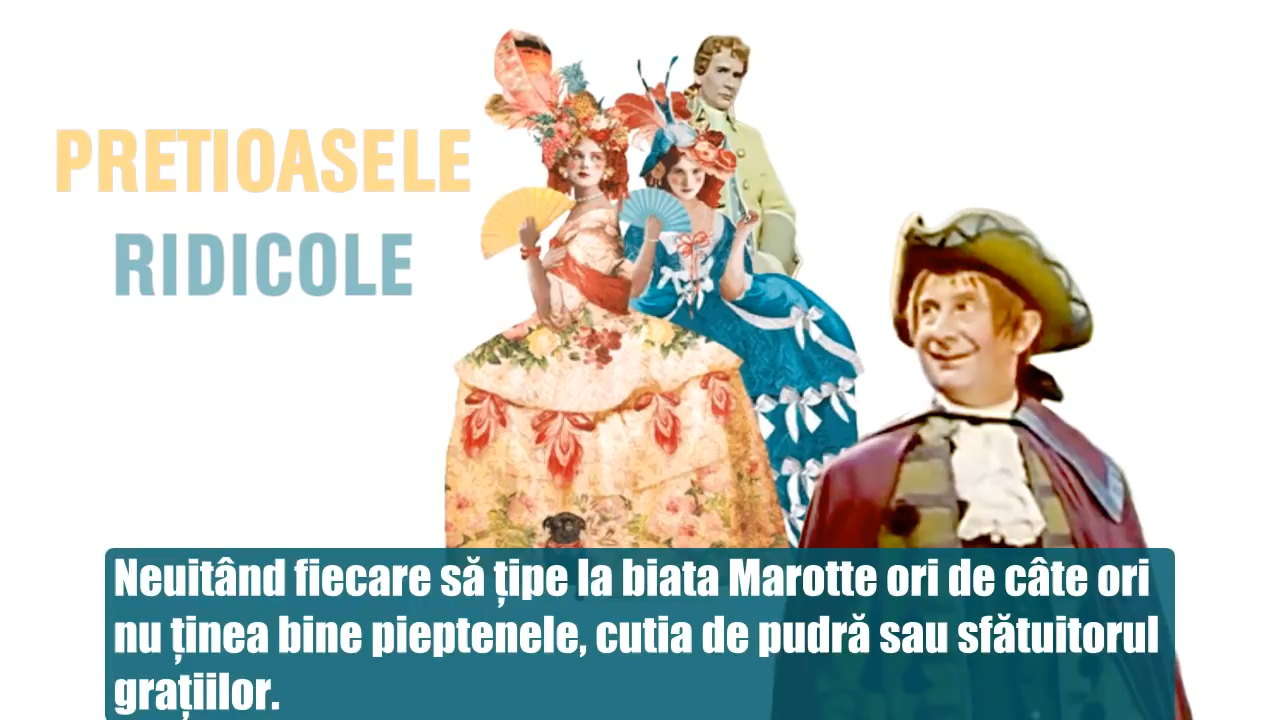 PRETIOASELE
RIDICOLE
Neuitând fiecare să țipe la biata Marotte ori de câte ori
nu ținea bine pieptenele, cutia de pudră sau sfătuitorul
grațiilor.